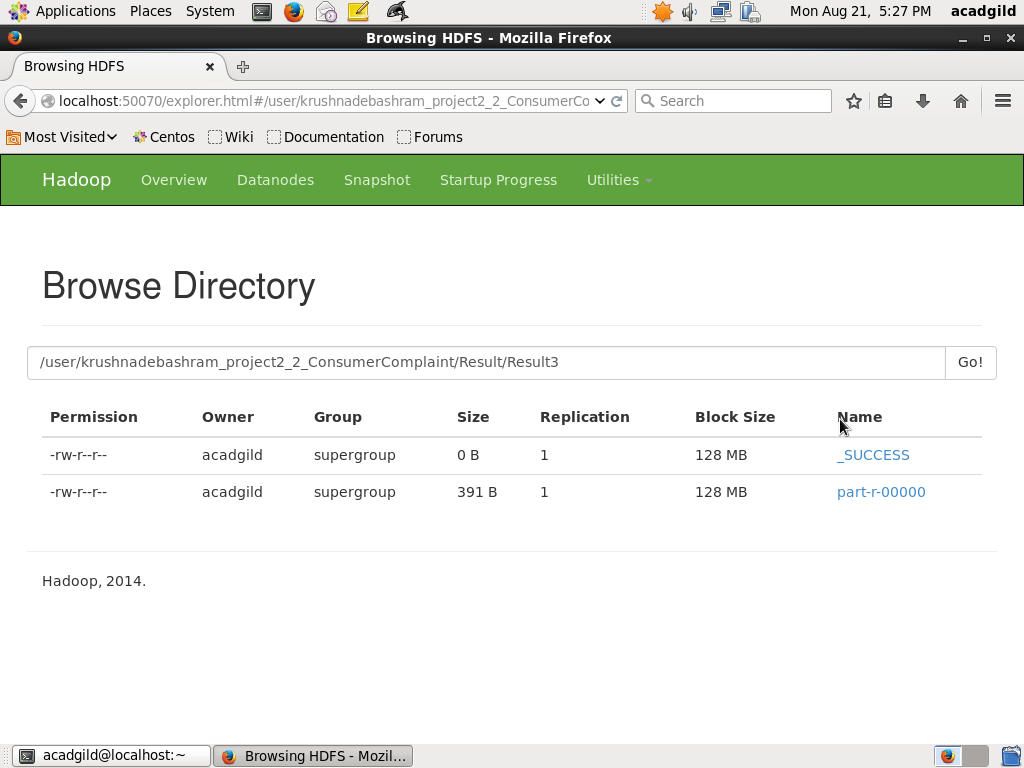 Applications Places System Mon Aug 21, 5:27 PM acadgild
Browsing HDFS - Mozilla Firefox
Browsing HDFS
localhost:50070/explorer.html#/user/krushnadebashram_project2_2_ConsumerCo Search
Most Visited Centos Wiki Documentation Forums
Hadoop Overview Datanodes Snapshot Startup Progress Utilities
Browse Directory
/user/krushnadebashram_project2_2_ConsumerComplaint/Result/Result3 Go!
Permission Owner Group Size Replication Block Size Name
-rw-r--r-- acadgild supergroup 0 B 1 128 MB _SUCCESS
-rw-r--r-- acadgild supergroup 391 B 1 128 MB part-r-00000
Hadoop, 2014.
acadgild@localhost:~ Browsing HDFS - Mozil...